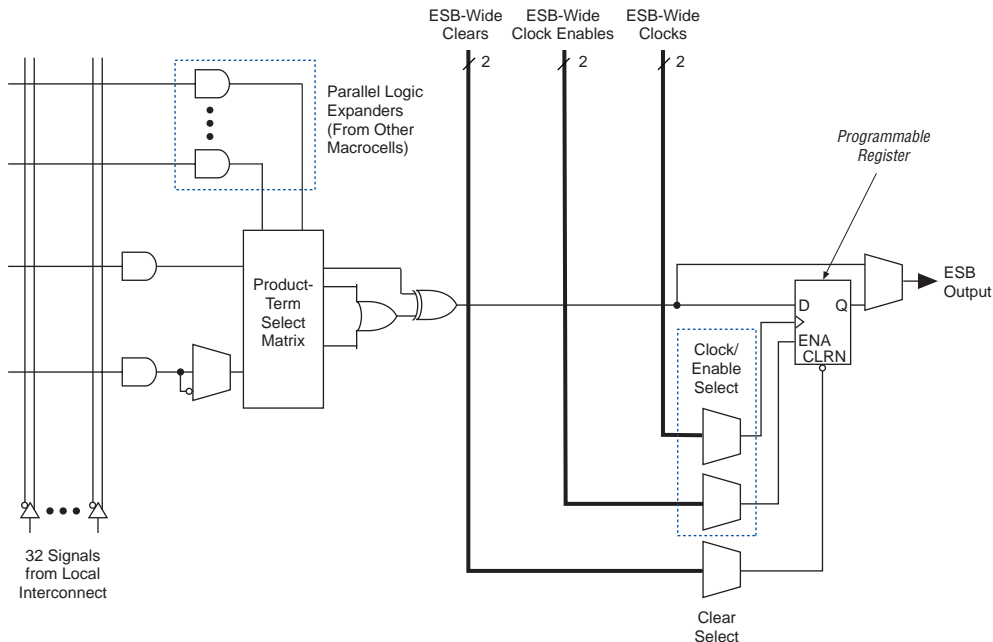 ESB-Wide
Clears
ESB-Wide
Clock Enables
ESB-Wide
Clocks
2
2
2
Parallel Logic
Expanders
(From Other
Macrocells)
Programmable
Register
Product-
Term
Select
Matrix
ESB
Output
D
Q
ENA
CLRN
Clock/
Enable
Select
32 Signals
from Local
Interconnect
Clear
Select